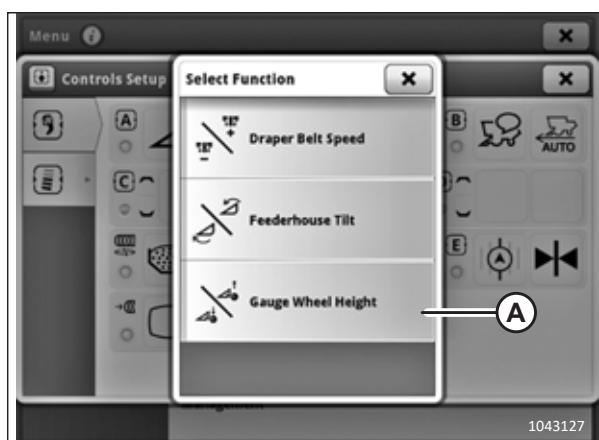 Menu
Controls Setup
Select Function
A
B
Draper Belt Speed
AUTO
C
Feederhouse Tilt
E
Gauge Wheel Height
A
1043127